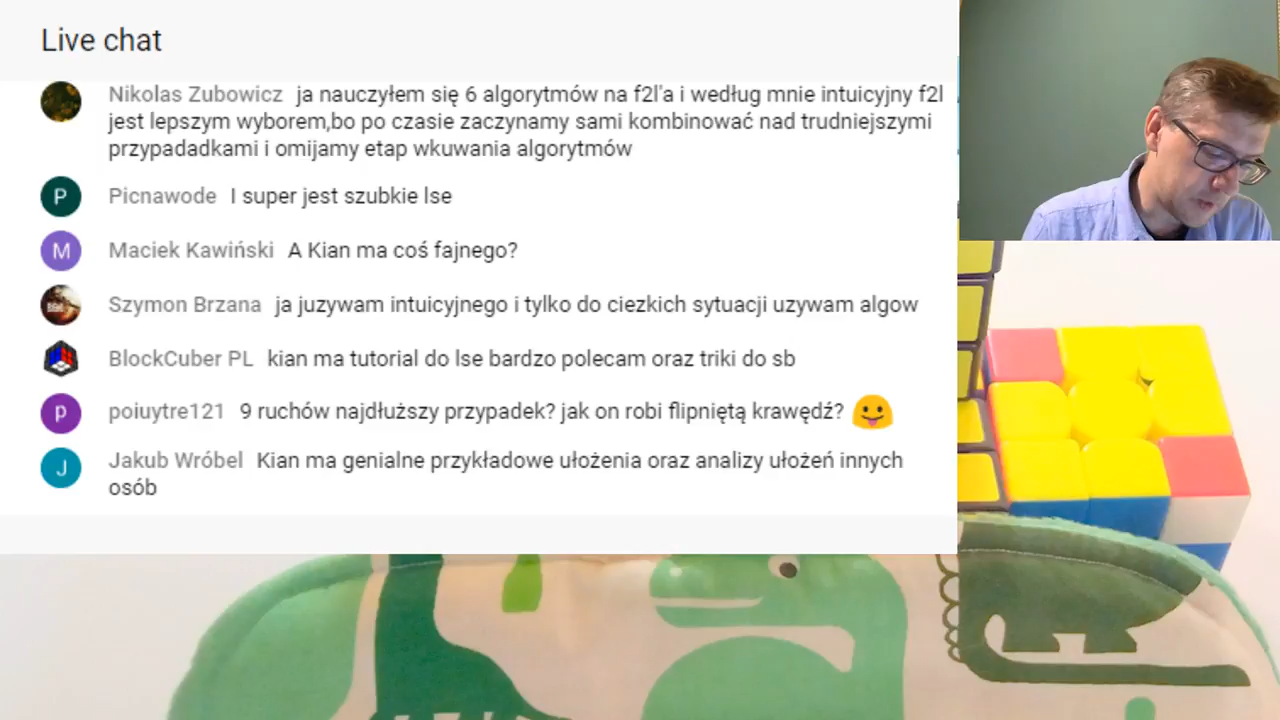 Live chat
Nikolas Zubowicz ja nauczyłem się 6 algorytmów na f2l'a i według mnie intuicyjny f2l
jest lepszym wyborem,bo po czasie zaczynamy sami kombinować nad trudniejszymi
przypadadkami i omijamy etap wkuwania algorytmów
P Picnawode I super jest szubkie lse
M Maciek Kawiński A Kian ma coś fajnego?
Szymon Brzana ja juzywam intuicyjnego i tylko do ciezkich sytuacji uzywam algow
BlockCuber PL kian ma tutorial do lse bardzo polecam oraz triki do sb
p poiuytre121 9 ruchów najdłuższy przypadek? jak on robi flipniętą krawędź? 😛
J Jakub Wróbel Kian ma genialne przykładowe ułożenia oraz analizy ułożeń innych
osób